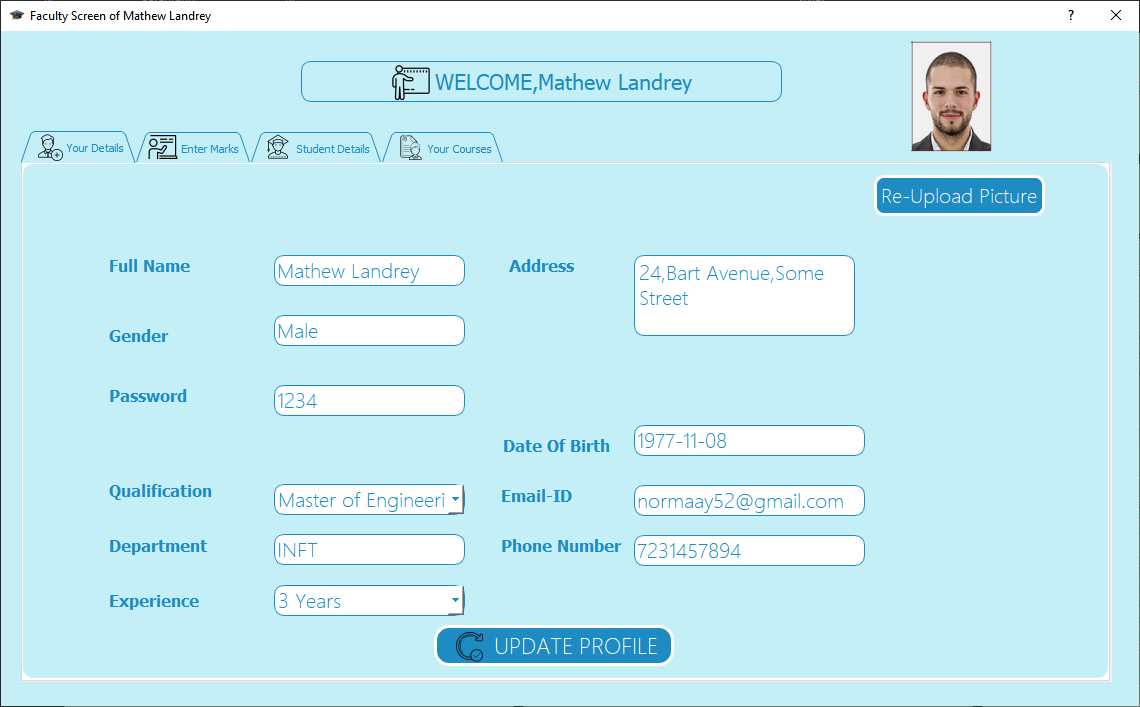 Faculty Screen of Mathew Landrey
?
WELCOME,Mathew Landrey
Your Details
Enter Marks
Student Details
Your Courses
Re-Upload Picture
Full Name
Mathew Landrey
Address
24,Bart Avenue,Some
Street
Gender
Male
Password
1234
Date Of Birth
1977-11-08
Qualification
Master of Engineeri
Email-ID
normaay52@gmail.com
Department
INFT
Phone Number
7231457894
Experience
3 Years
UPDATE PROFILE